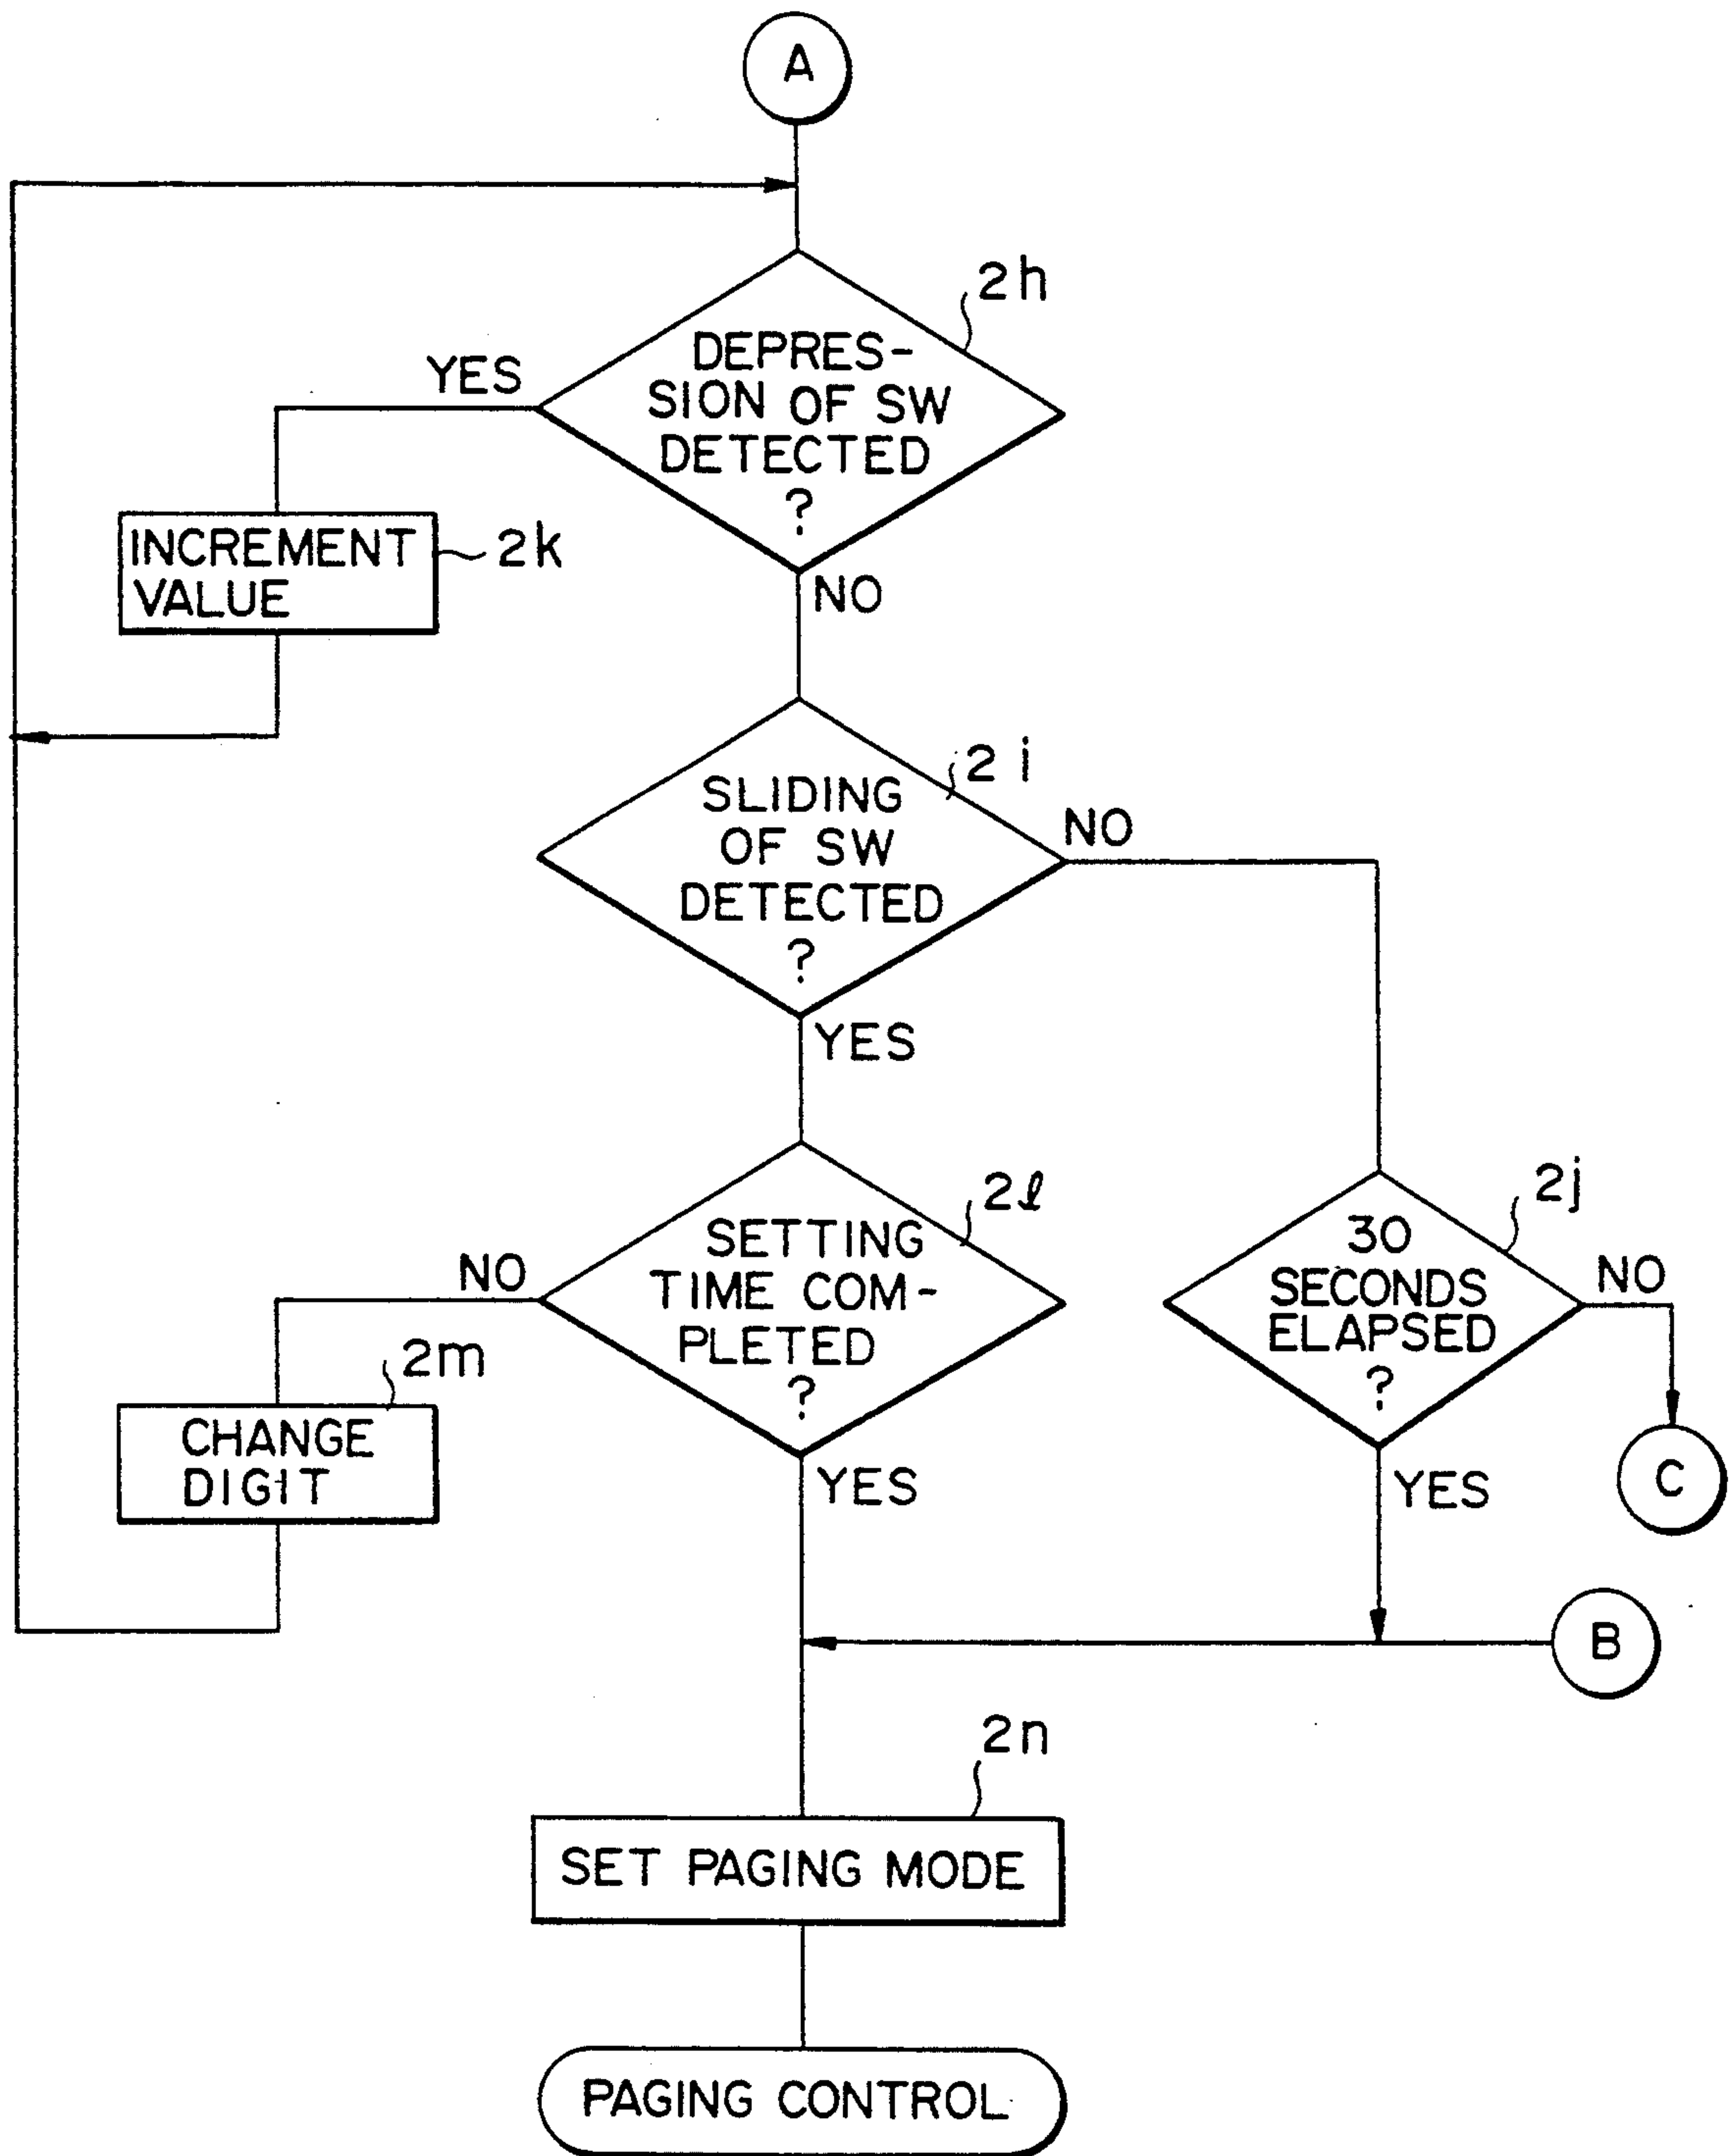 A
2h
DEPRES-
SION OF SW
DETECTED
?
YES
NO
INCREMENT
VALUE
2k
2i
SLIDING
OF SW
DETECTED
?
NO
YES
2ℓ
SETTING
TIME COM-
PLETED
?
NO
YES
2j
30
SECONDS
ELAPSED
?
NO
YES
2m
CHANGE
DIGIT
C
B
2n
SET PAGING MODE
PAGING CONTROL